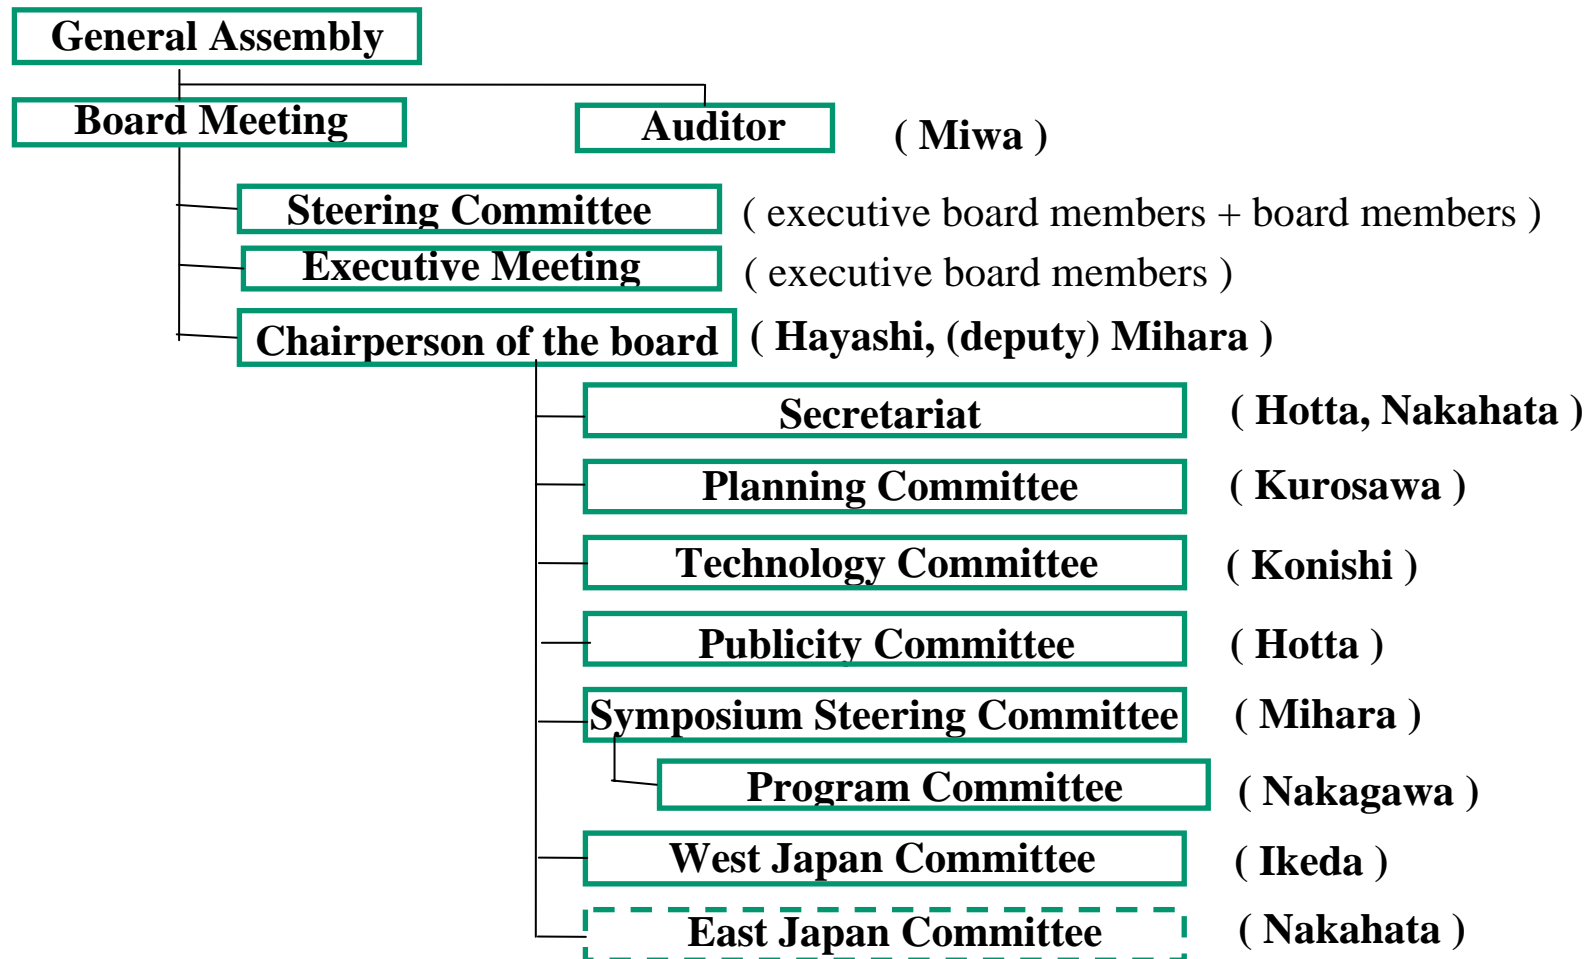 General Assembly
Board Meeting
Auditor ( Miwa )
Steering Committee ( executive board members + board members )
Executive Meeting ( executive board members )
Chairperson of the board ( Hayashi, (deputy) Mihara )
Secretariat ( Hotta, Nakahata )
Planning Committee ( Kurosawa )
Technology Committee ( Konishi )
Publicity Committee ( Hotta )
Symposium Steering Committee ( Mihara )
Program Committee ( Nakagawa )
West Japan Committee ( Ikeda )
East Japan Committee ( Nakahata )